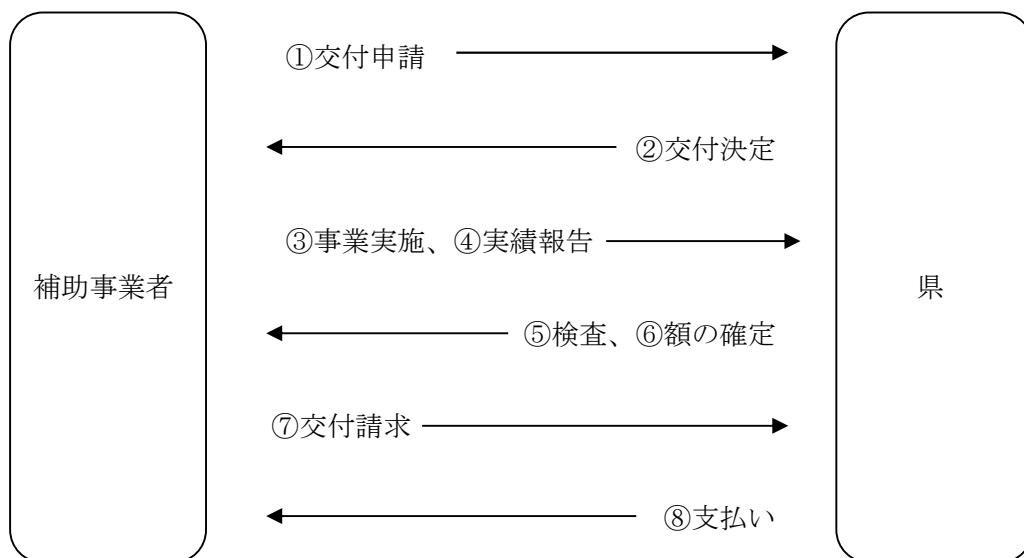 ①交付申請
②交付決定
③事業実施、④実績報告
補助事業者
県
⑤検査、⑥額の確定
⑦交付請求
⑧支払い